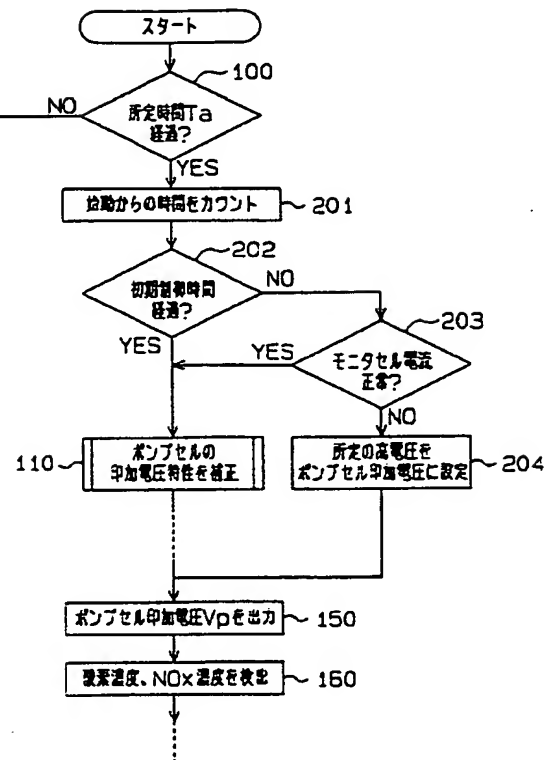 スタート
100
所定時間Ta
経過?
NO
YES
始動からの時間をカウント
201
202
初期制御時間
経過?
NO
YES
203
モニタセル電流
正常?
YES
NO
110
ポンプセルの
印加電圧特性を補正
所定の高電圧を
ポンプセル印加電圧に設定
204
ポンプセル印加電圧Vpを出力
150
酸素濃度、NOx濃度を検出
160